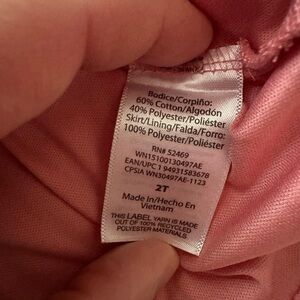 Bodice/Corpiño:
60% Cotton/Algodón
40% Polyester/Poliéster
Skirt/Lining/Falda/Forro:
100% Polyester/Poliéster
RN# 52469
WN15100130497AE
EAN/UPC 1 94931583678
CPSIA WN30497AE-1123
2T
Made In/Hecho En
Vietnam
THIS LABEL YARN IS MADE
OUT OF 100% RECYCLED
POLYESTER MATERIALS